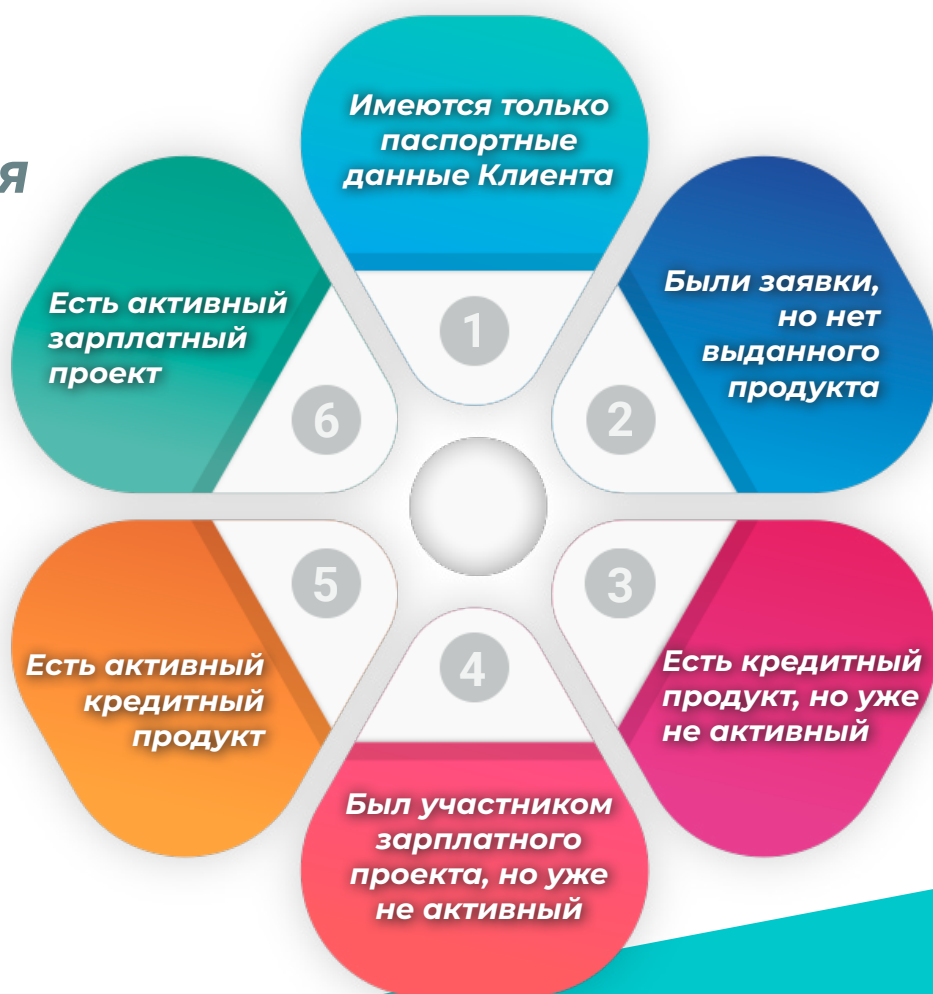 я
Имеются только
паспортные
данные Клиента
1
Были заявки,
но нет
выданного
продукта
2
Есть кредитный
продукт, но уже
не активный
3
4
Был участником
зарплатного
проекта, но уже
не активный
5
Есть активный
кредитный
продукт
6
Есть активный
зарплатный
проект